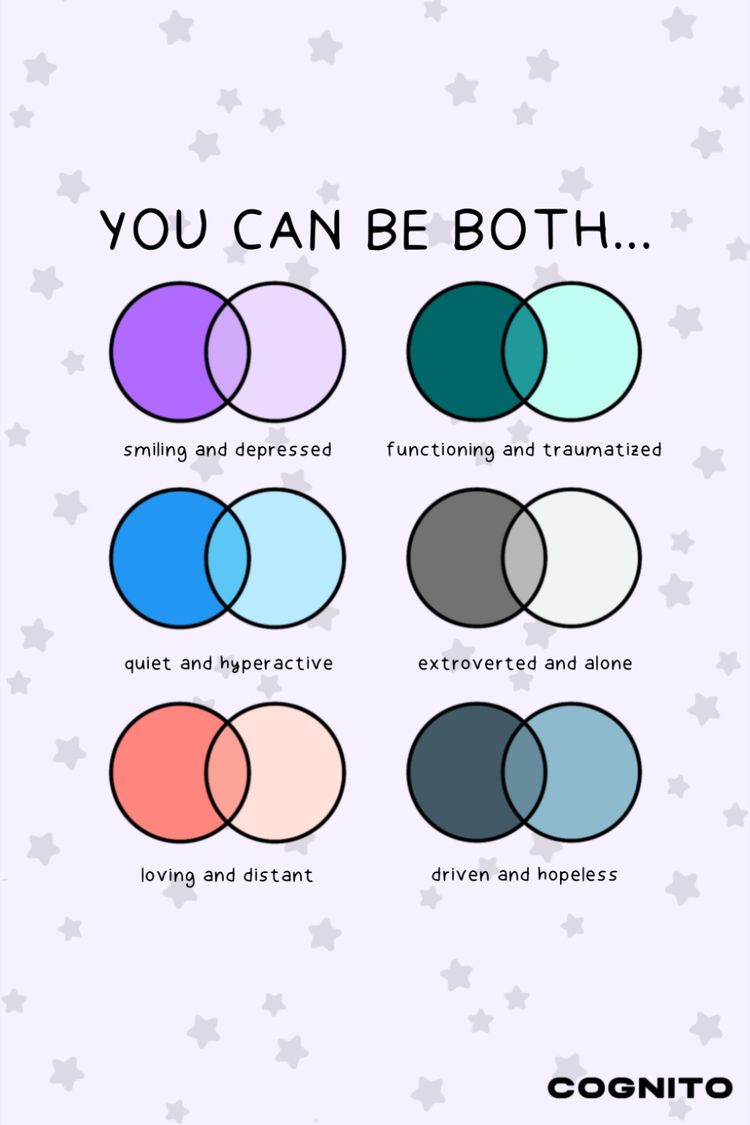 YOU CAN BE BOTH...
smiling and depressed
functioning and traumatized
quiet and hyperactive
extroverted and alone
loving and distant
driven and hopeless
COGNITO